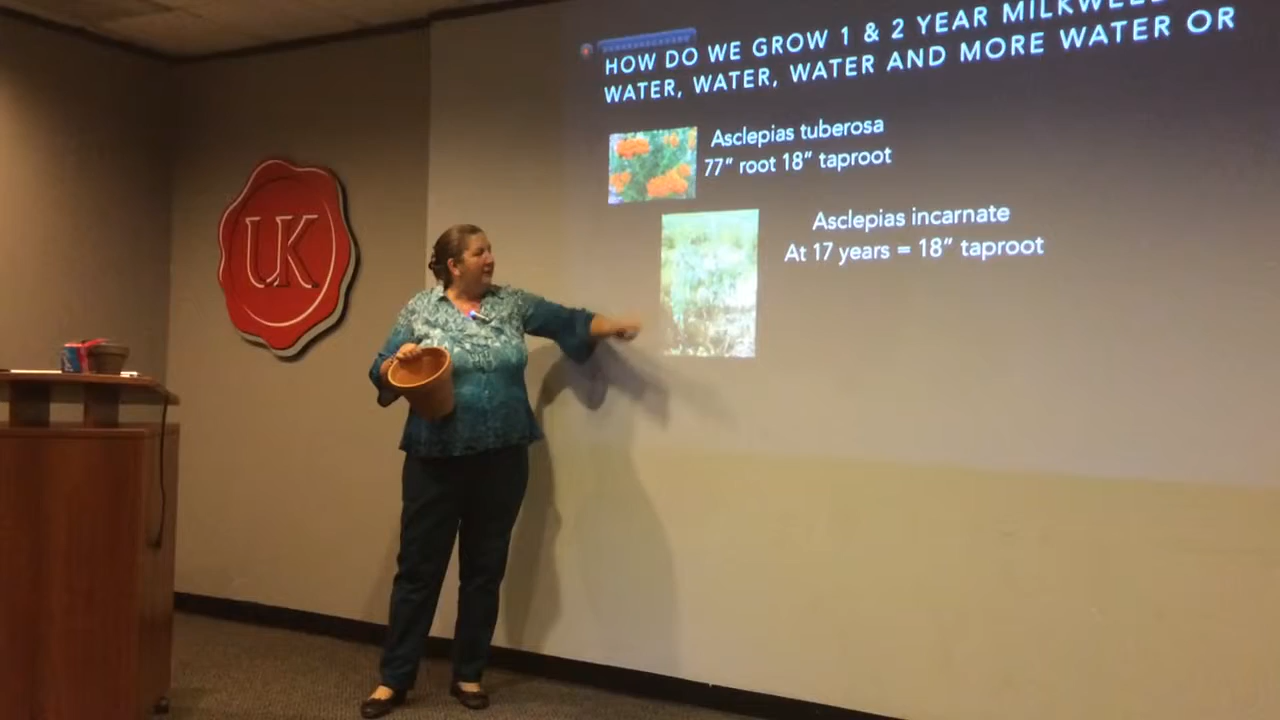 HOW DO WE GROW 1 & 2 YEAR MILKWEED
WATER, WATER, WATER AND MORE WATER OR
Asclepias tuberosa
77” root 18” taproot
Asclepias incarnate
At 17 years = 18” taproot
UK